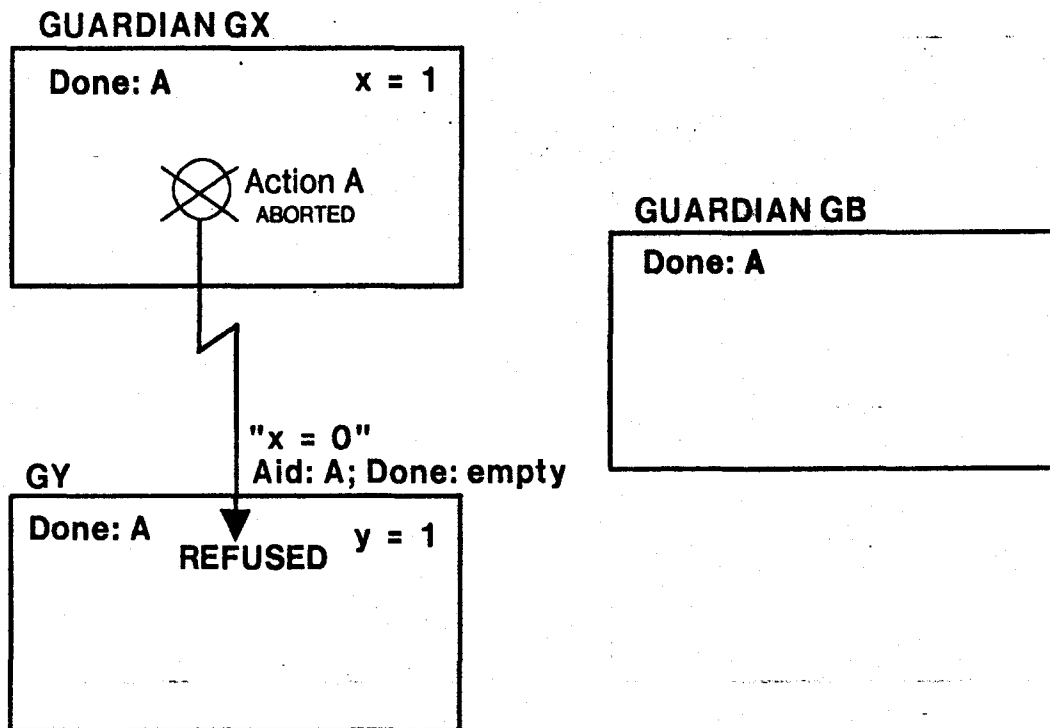 GUARDIAN GX
Done: A
x = 1
Action A
ABORTED
GUARDIAN GB
Done: A
"x = 0"
Aid: A; Done: empty
GY
Done: A
REFUSED
y = 1